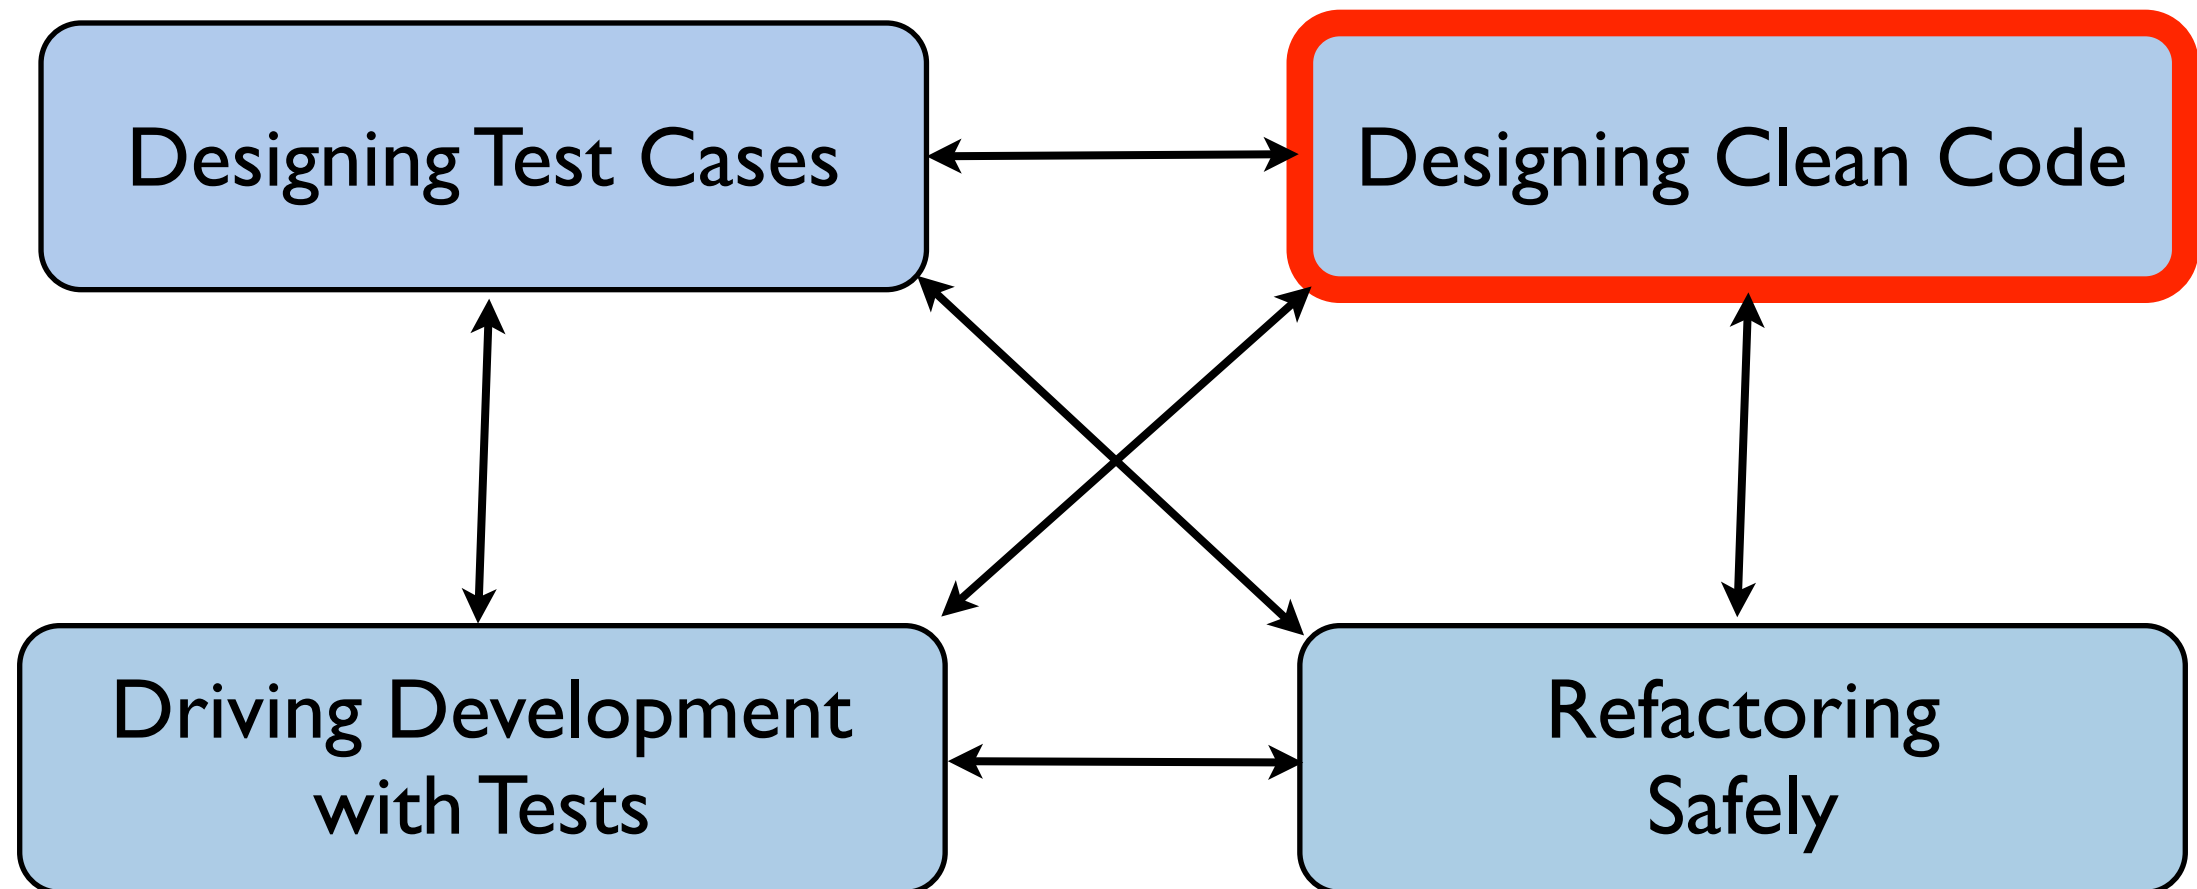 Designing Test Cases
Designing Clean Code
Driving Development
with Tests
Refactoring
Safely